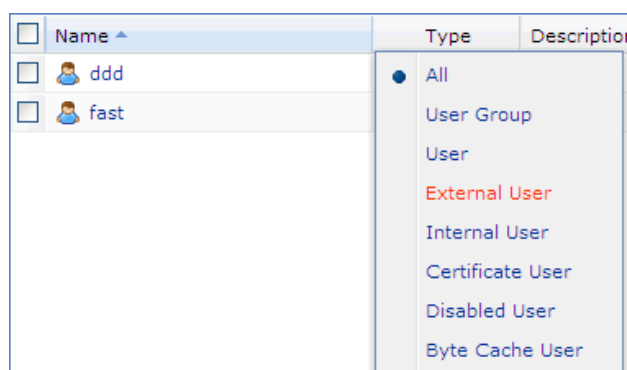 Name Type Descriptio
ddd
All
fast
User Group
User
External User
Internal User
Certificate User
Disabled User
Byte Cache User